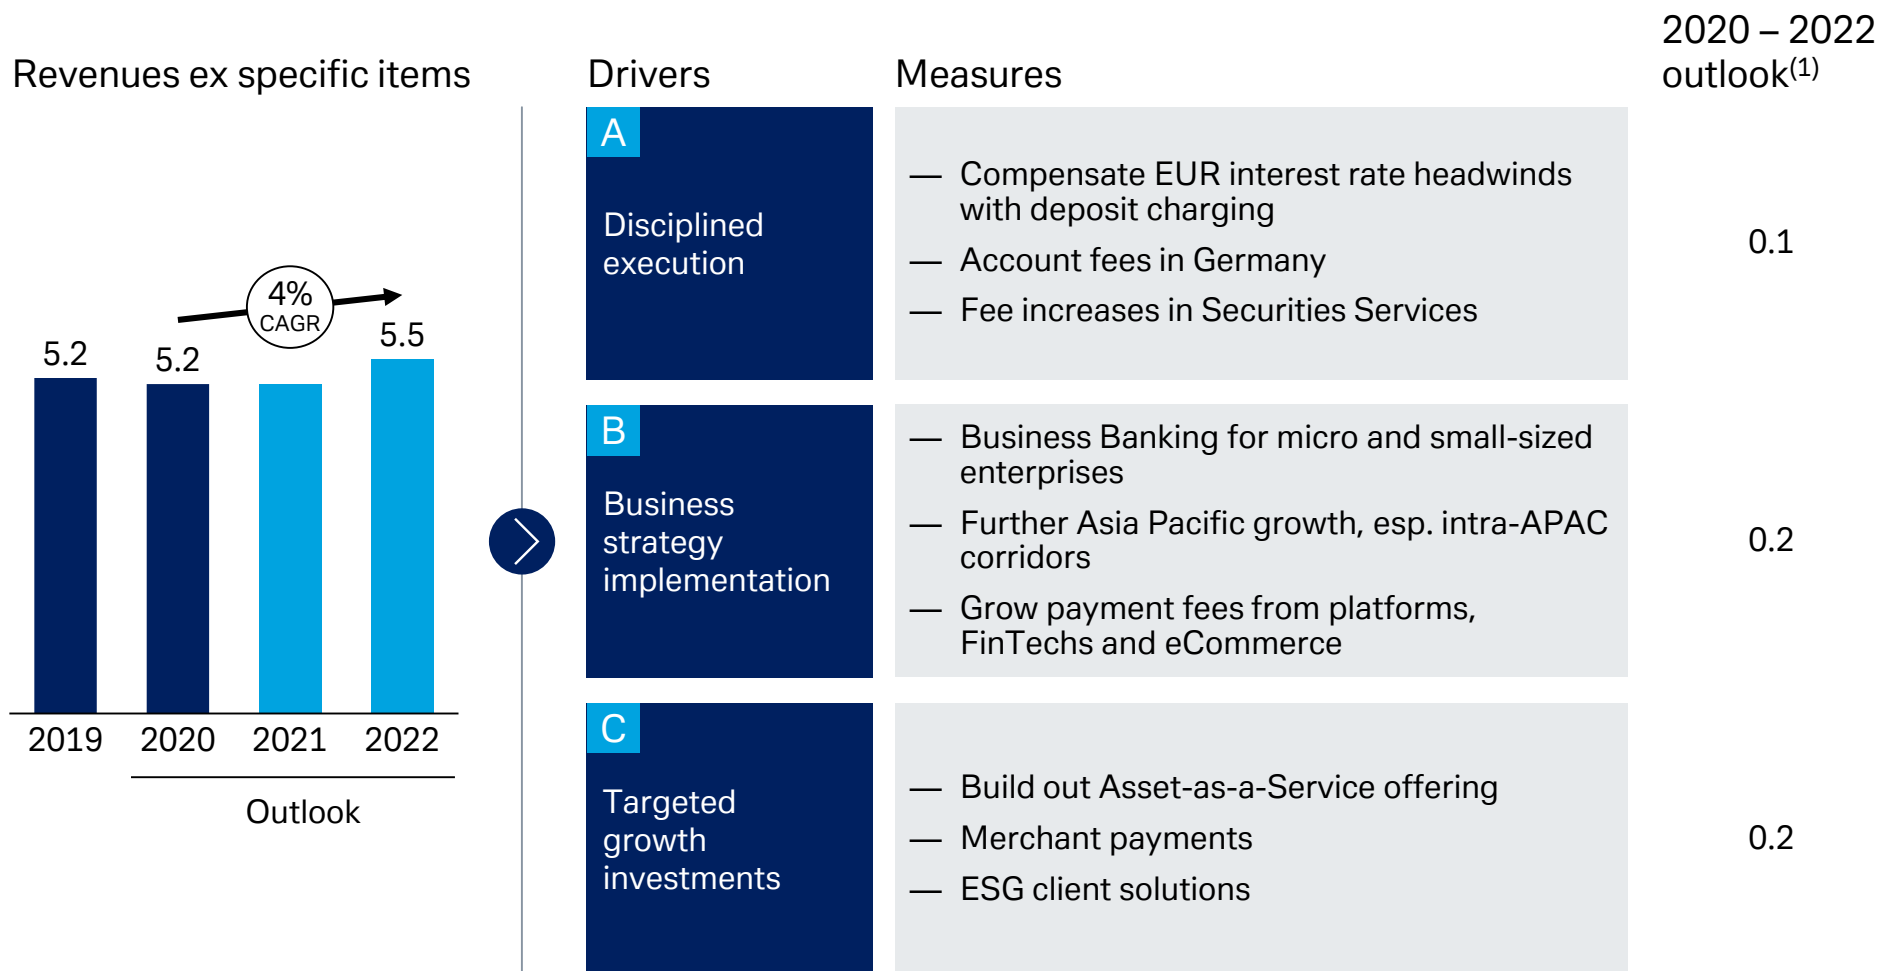 Revenues ex specific items
4%
CAGR
5.2
5.2
5.5
2019
2020
2021
2022
Outlook
Drivers
Measures
2020 – 2022
outlook(1)
A
Disciplined
execution
— Compensate EUR interest rate headwinds
with deposit charging
— Account fees in Germany
— Fee increases in Securities Services
0.1
B
Business
strategy
implementation
— Business Banking for micro and small-sized
enterprises
— Further Asia Pacific growth, esp. intra-APAC
corridors
— Grow payment fees from platforms,
FinTechs and eCommerce
0.2
C
Targeted
growth
investments
— Build out Asset-as-a-Service offering
— Merchant payments
— ESG client solutions
0.2